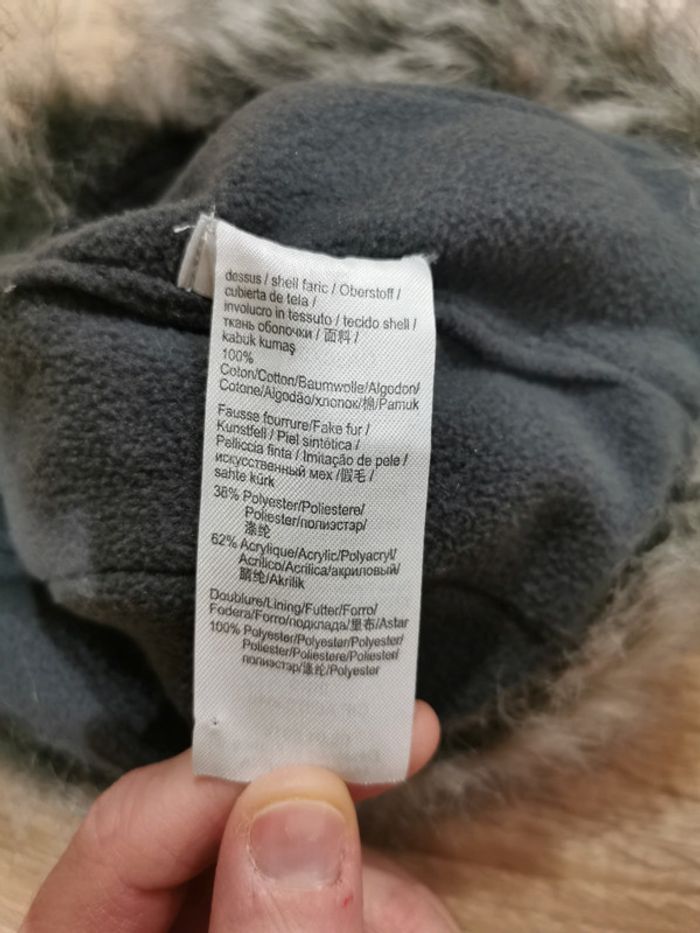 dessus / shell faric / Oberstoff /
cubierta de tela /
involucro in tessuto / tecido shell /
ткань оболочки / 面料 /
kabuk kumaş
100%
Coton/Cotton/Baumwolle/Algodon/
Cotone/Algodão/хлопок/棉/Pamuk
Fausse fourrure/Fake fur /
Kunstfell / Piel sintética /
Pelliccia finta / Imitação de pele /
искусственный мех /假毛 /
sahte kürk
38% Polyester/Poliestere/
Poliester/полиэстэр/
涤纶
62% Acrylique/Acrylic/Polyacryl/
Acrilico/Acrilica/акриловый/
腈纶/Akrilik
Doublure/Lining/Futter/Forro/
Fodera/Forro/подклада/里布/Astar
100% Polyester/Polyester/Polyester/
Poliester/Poliestere/Poliester/
полиэстэр/涤纶/Polyester